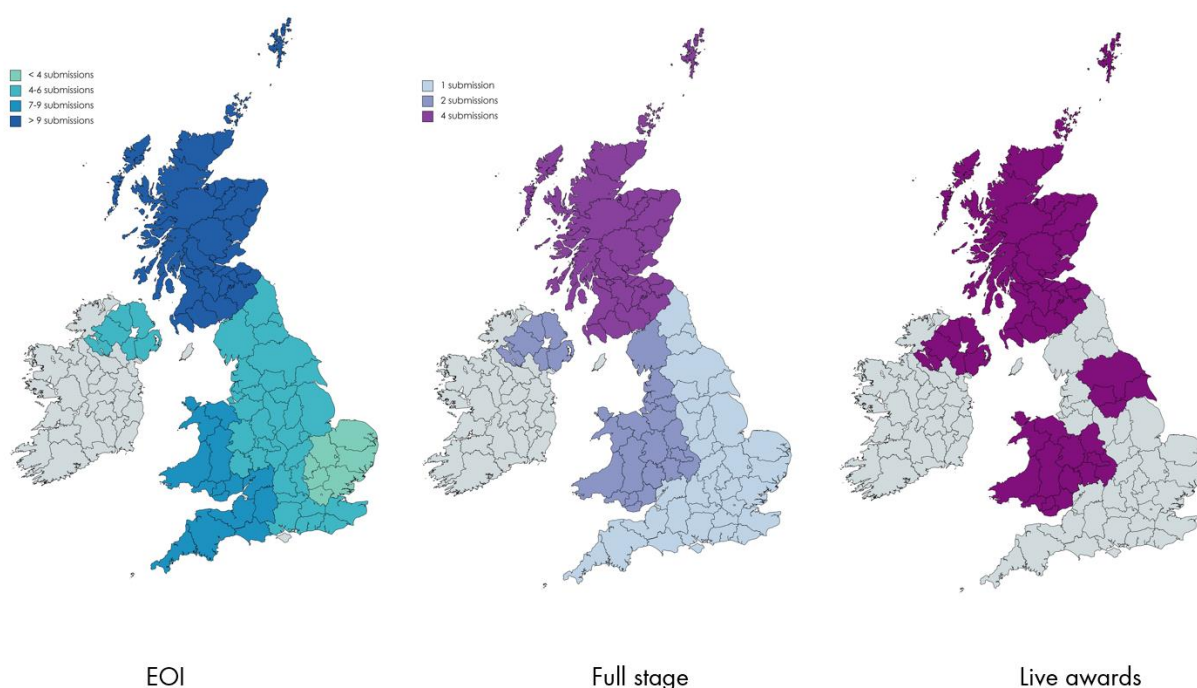 < 4 submissions
4-6 submissions
7-9 submissions
> 9 submissions
1 submission
2 submissions
4 submissions
EOI
Full stage
Live awards